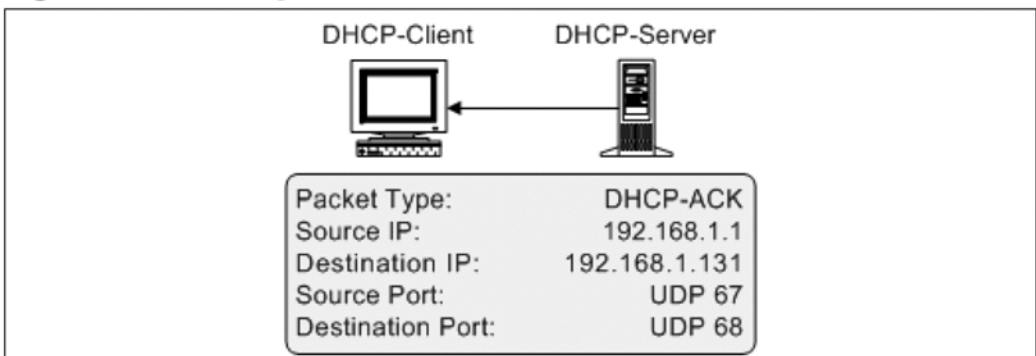 DHCP-Client DHCP-Server
Packet Type: DHCP-ACK
Source IP: 192.168.1.1
Destination IP: 192.168.1.131
Source Port: UDP 67
Destination Port: UDP 68